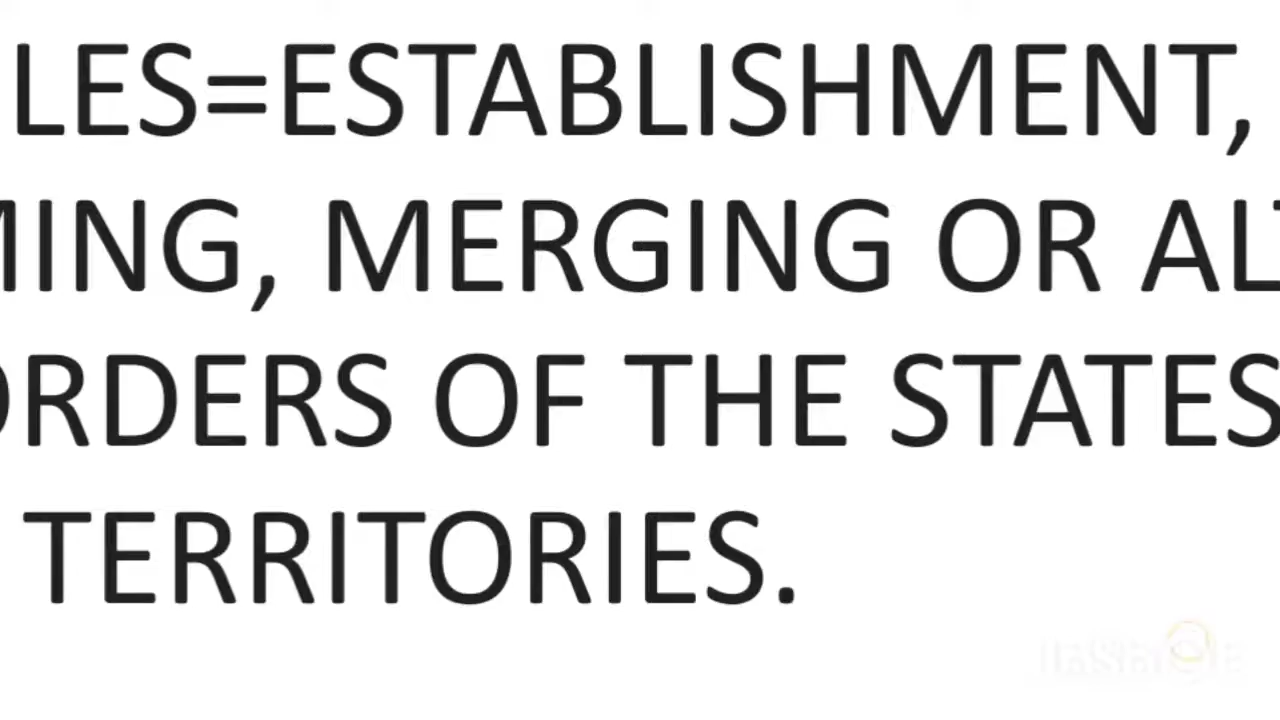 LES=ESTABLISHMENT,
MING, MERGING OR AL
ORDERS OF THE STATES
TERRITORIES.